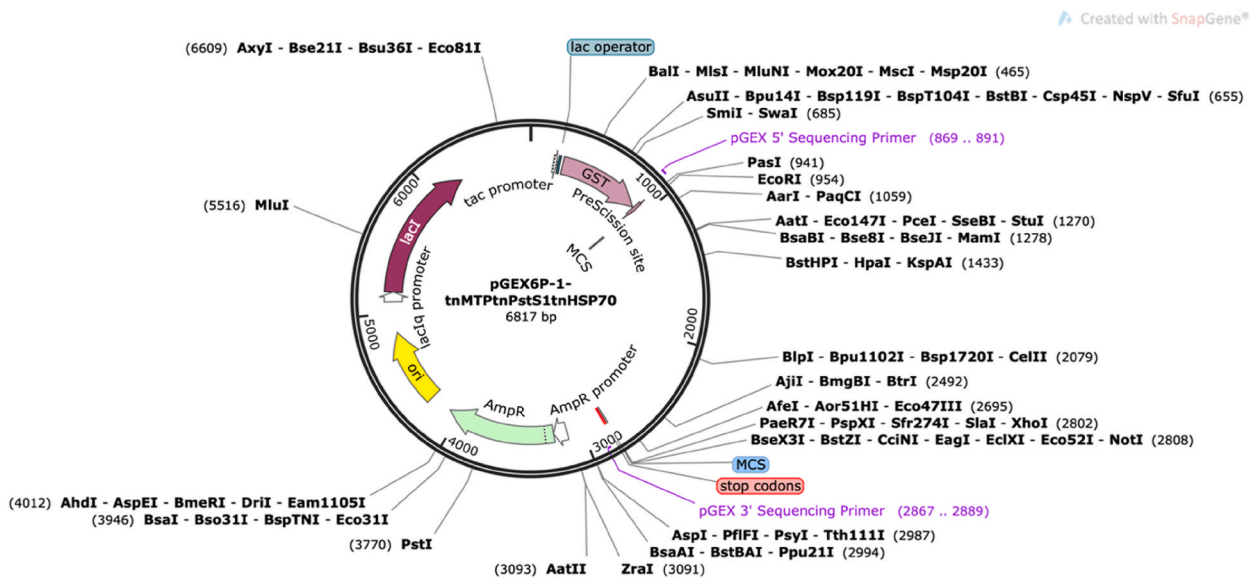 Created with SnapGene®
(6609) AxyI - Bse21I - Bsu36I - Eco81I
lac operator
BalI - MlsI - MluNI - Mox20I - MscI - Msp20I (465)
AsuII - Bpu14I - Bsp119I - BspT104I - BstBI - Csp45I - NspV - SfuI (655)
SmiI - SwaI (685)
pGEX 5' Sequencing Primer (869 .. 891)
PasI (941)
EcoRI (954)
AarI - PaqCI (1059)
AatI - Eco147I - PceI - SseBI - StuI (1270)
BsaBI - Bse8I - BseJI - MamI (1278)
BstHPI - HpaI - KspAI (1433)
(5516) MluI
6000
1000
tac promoter
GST
PreScission site
MCS
lacI
lacIq promoter
pGEX6P-1-
tnMTPtnPstS1tnHSP70
6817 bp
5000
2000
ori
AmpR
AmpR promoter
4000
3000
BlpI - Bpu1102I - Bsp1720I - CelII (2079)
AjiI - BmgBI - BtrI (2492)
AfeI - Aor51HI - Eco47III (2695)
PaeR7I - PspXI - Sfr274I - SlaI - XhoI (2802)
BseX3I - BstZI - CciNI - EagI - EclXI - Eco52I - NotI (2808)
MCS
stop codons
pGEX 3' Sequencing Primer (2867 .. 2889)
AspI - PflFI - PsyI - Tth111I (2987)
BsaAI - BstBAI - Ppu21I (2994)
(4012) AhdI - AspEI - BmeRI - DriI - Eam1105I
(3946) BsaI - Bso31I - BspTNI - Eco31I
(3770) PstI
(3093) AatII
ZraI (3091)